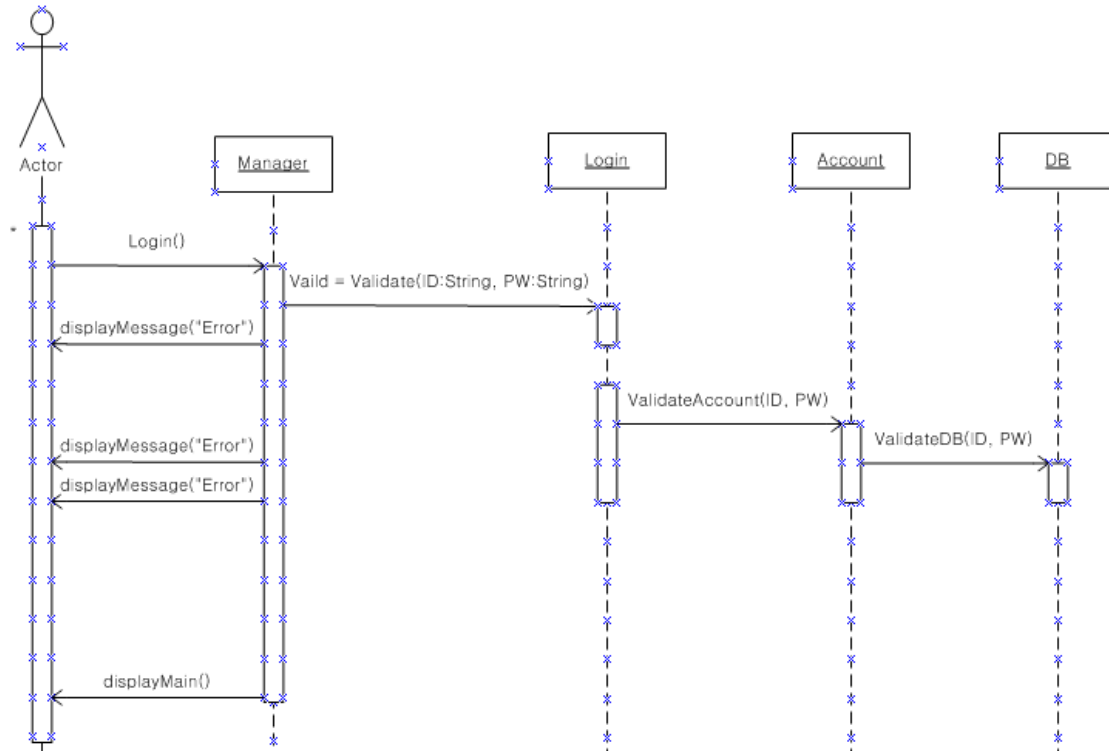 Actor
Manager
Login
Account
DB
*
Login()
Vaild = Validate(ID:String, PW:String)
displayMessage("Error")
ValidateAccount(ID, PW)
ValidateDB(ID, PW)
displayMessage("Error")
displayMessage("Error")
displayMain()